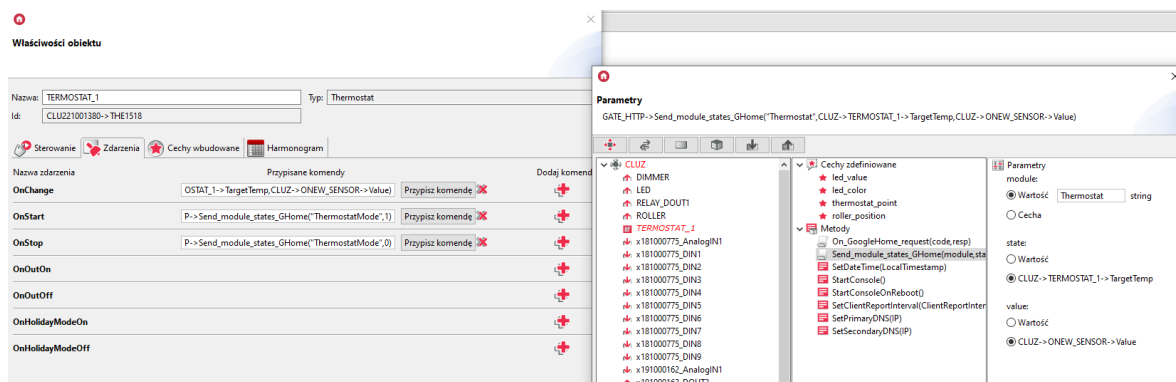 Właściwości obiektu
Nazwa: TERMOSTAT_1 Typ: Thermostat
Id: CLU221001380->THE1518
Sterowanie Zdarzenia Cechy wbudowane Harmonogram
Nazwa zdarzenia Przypisane komendy Dodaj komend
OnChange OSTAT_1->TargetTemp,CLUZ->ONEW_SENSOR->Value) Przypisz komendę
OnStart P->Send_module_states_GHome("ThermostatMode",1) Przypisz komendę
OnStop P->Send_module_states_GHome("ThermostatMode",0) Przypisz komendę
OnOutOn
OnOutOff
OnHolidayModeOn
OnHolidayModeOff
Parametry
GATE_HTTP->Send_module_states_GHome("Thermostat",CLUZ->TERMOSTAT_1->TargetTemp,CLUZ->ONEW_SENSOR->Value)
CLUZ
DIMMER
LED
RELAY_DOUT1
ROLLER
TERMOSTAT_1
x181000775_AnalogIN1
x181000775_DIN1
x181000775_DIN2
x181000775_DIN3
x181000775_DIN4
x181000775_DIN5
x181000775_DIN6
x181000775_DIN7
x181000775_DIN8
x181000775_DIN9
x191000162_AnalogIN1
x191000162_DOUT2
Cechy zdefiniowane
led_value
led_color
thermostat_point
roller_position
Metody
On_GoogleHome_request(code,resp)
Send_module_states_GHome(module,sta
SetDateTime(LocalTimestamp)
StartConsole()
StartConsoleOnReboot()
SetClientReportInterval(ClientReportInter
SetPrimaryDNS(IP)
SetSecondaryDNS(IP)
Parametry
module:
Wartość Thermostat string
Cecha
state:
Wartość
CLUZ->TERMOSTAT_1->TargetTemp
value:
Wartość
CLUZ->ONEW_SENSOR->Value